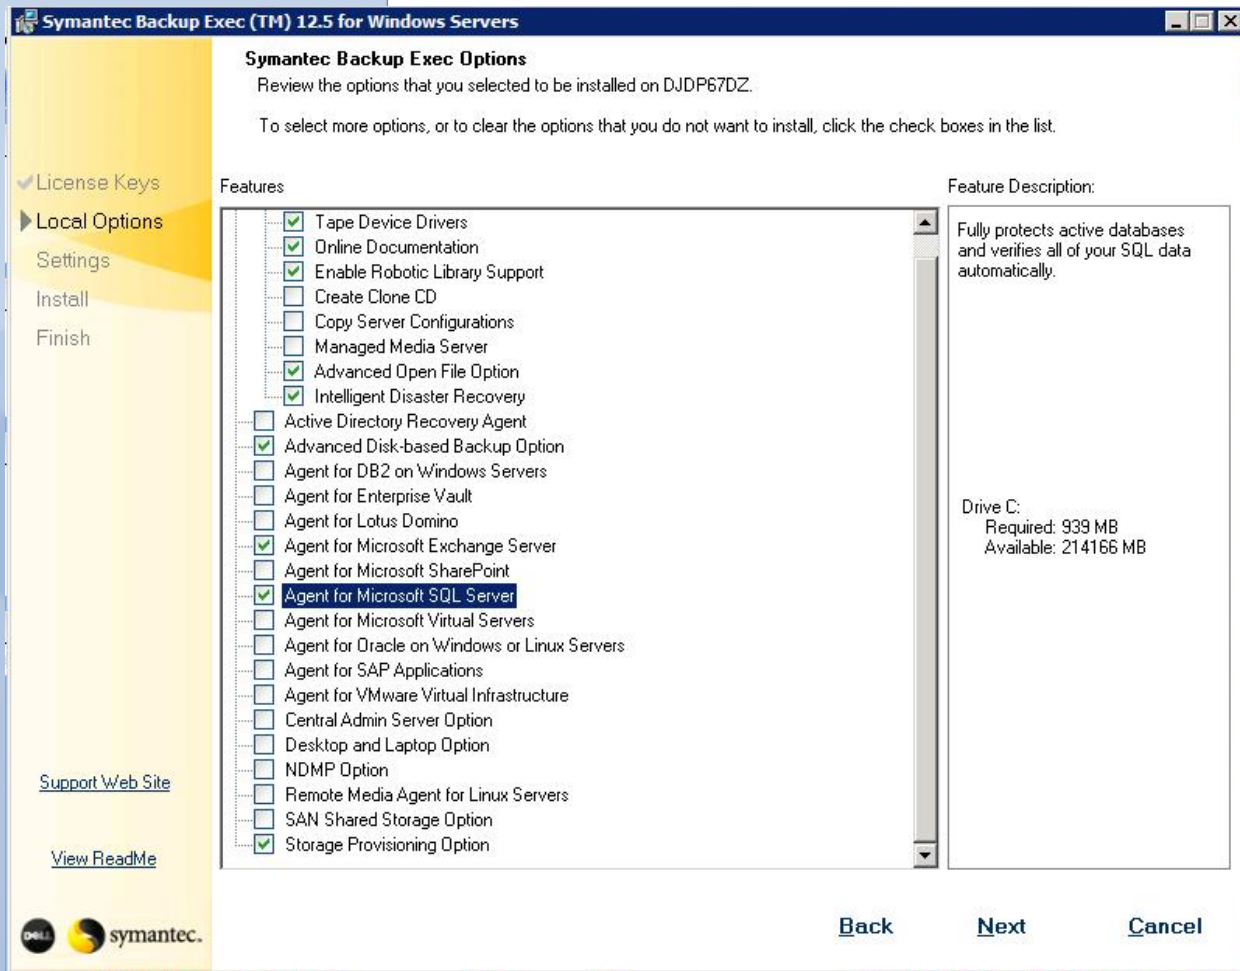 Symantec Backup Exec (TM) 12.5 for Windows Servers
Symantec Backup Exec Options
Review the options that you selected to be installed on DJDP67DZ.
To select more options, or to clear the options that you do not want to install, click the check boxes in the list.
License Keys
Local Options
Settings
Install
Finish
Features
Tape Device Drivers
Online Documentation
Enable Robotic Library Support
Create Clone CD
Copy Server Configurations
Managed Media Server
Advanced Open File Option
Intelligent Disaster Recovery
Active Directory Recovery Agent
Advanced Disk-based Backup Option
Agent for DB2 on Windows Servers
Agent for Enterprise Vault
Agent for Lotus Domino
Agent for Microsoft Exchange Server
Agent for Microsoft SharePoint
Agent for Microsoft SQL Server
Agent for Microsoft Virtual Servers
Agent for Oracle on Windows or Linux Servers
Agent for SAP Applications
Agent for VMware Virtual Infrastructure
Central Admin Server Option
Desktop and Laptop Option
NDMP Option
Remote Media Agent for Linux Servers
SAN Shared Storage Option
Storage Provisioning Option
Feature Description:
Fully protects active databases
and verifies all of your SQL data
automatically.
Drive C:
Required: 939 MB
Available: 214166 MB
Support Web Site
View ReadMe
DELL
symantec.
Back
Next
Cancel